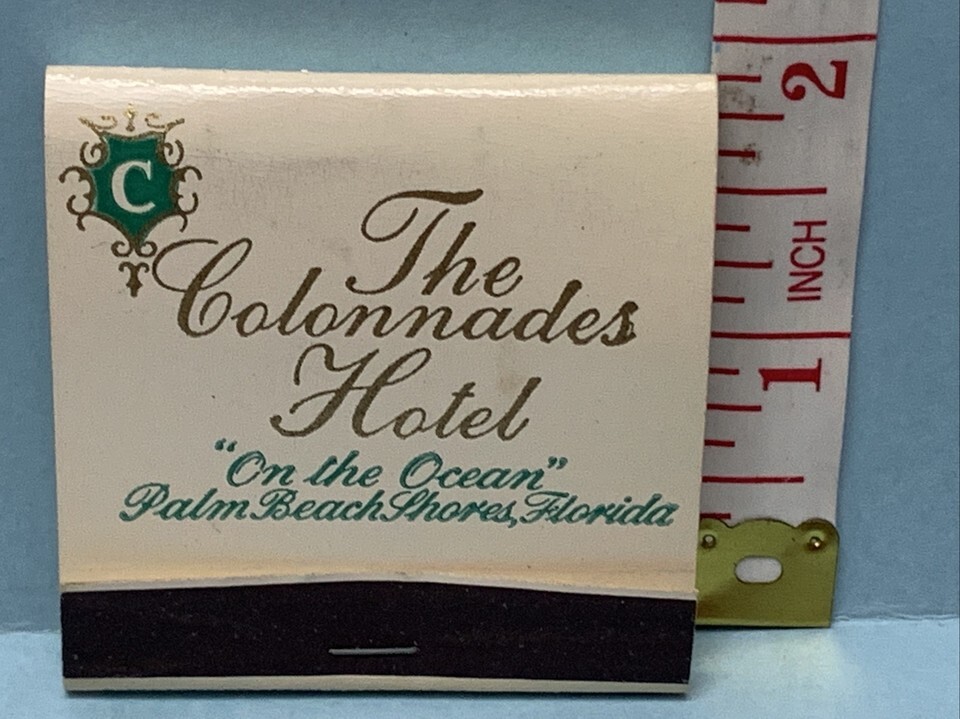 C
The
Colonnades
Hotel
"On the Ocean"
Palm Beach Shores, Florida
2
INCH
1